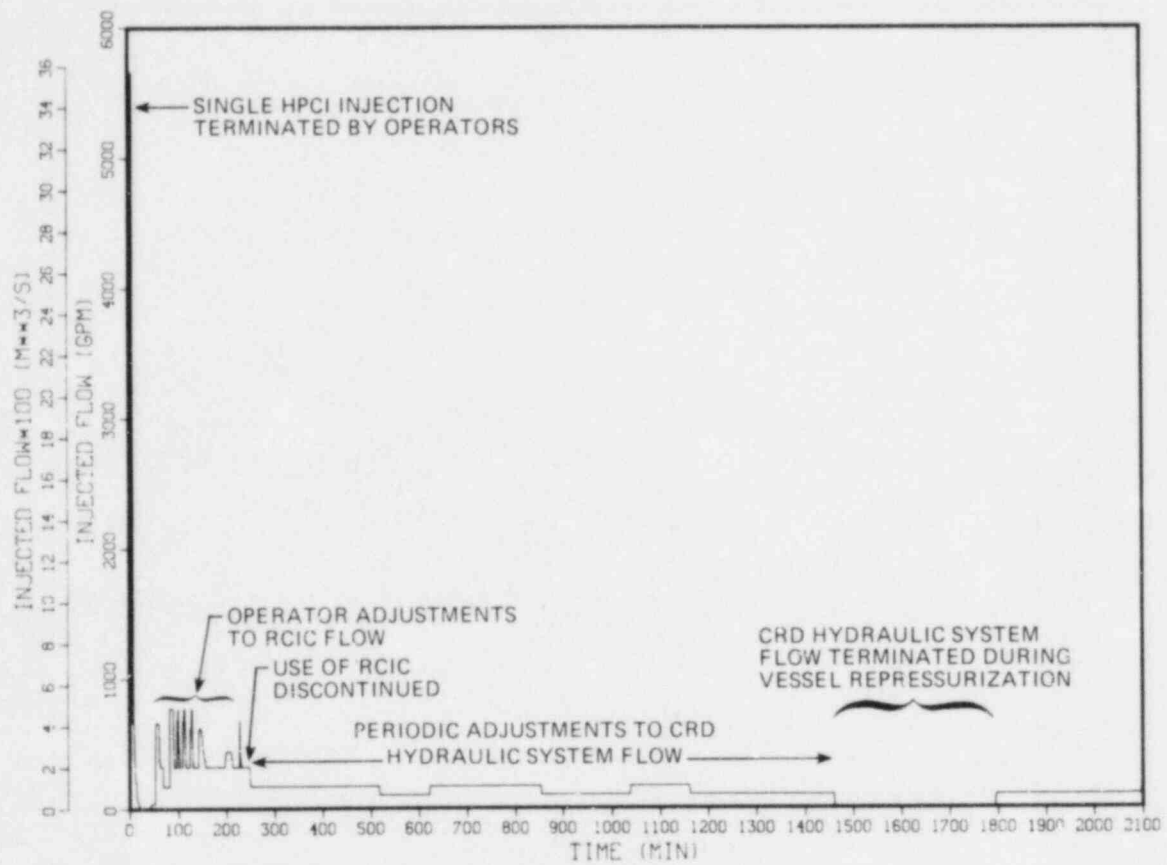 6000
5000
4000
3000
2000
1000
0
INJECTED FLOW (GPM)
36
34
32
30
28
26
24
22
20
18
16
14
12
10
8
6
4
2
0
INJECTED FLOW*100 (M**3/S)
SINGLE HPCI INJECTION
TERMINATED BY OPERATORS
OPERATOR ADJUSTMENTS
TO RCIC FLOW
USE OF RCIC
DISCONTINUED
PERIODIC ADJUSTMENTS TO CRD
HYDRAULIC SYSTEM FLOW
CRD HYDRAULIC SYSTEM
FLOW TERMINATED DURING
VESSEL REPRESSURIZATION
0 100 200 300 400 500 600 700 800 900 1000 1100 1200 1300 1400 1500 1600 1700 1800 1900 2000 2100
TIME (MIN)